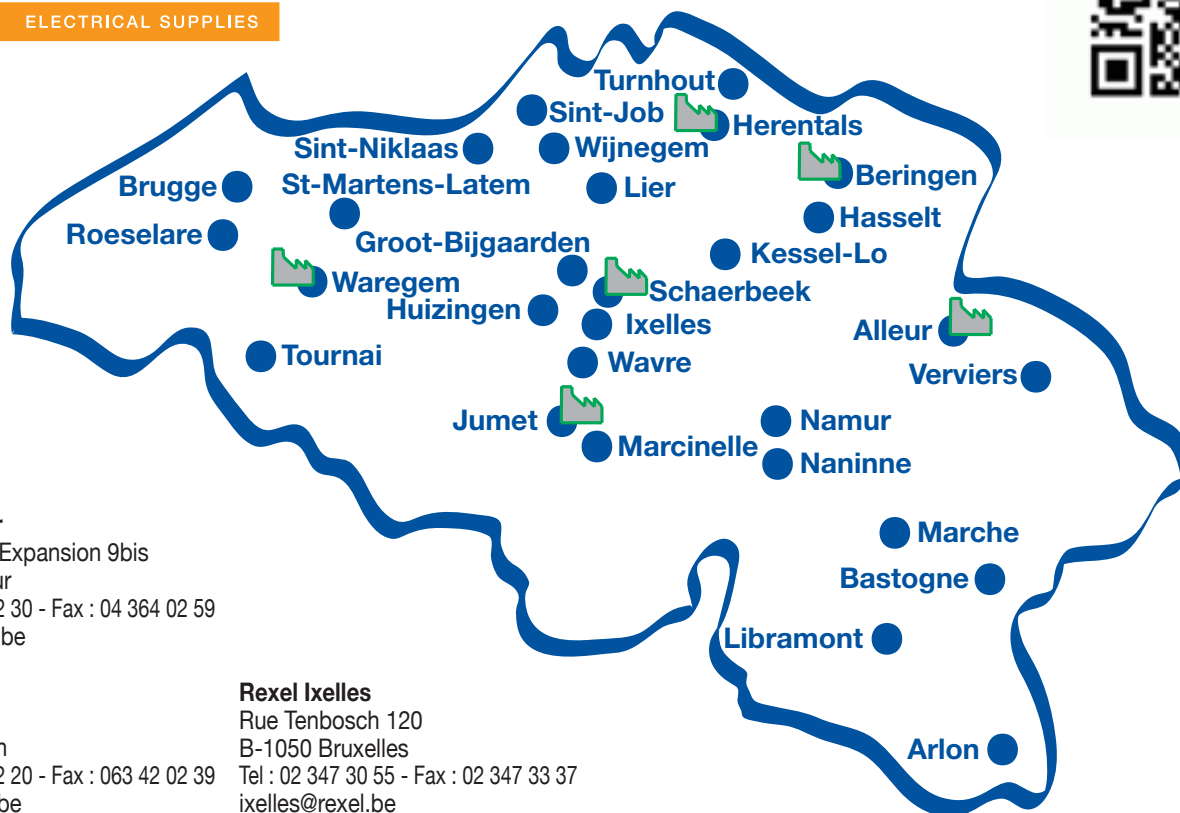 ELECTRICAL SUPPLIES
Turnhout
Sint-Job
Herentals
Sint-Niklaas
Wijnegem
Brugge
St-Martens-Latem
Lier
Beringen
Roeselare
Hasselt
Groot-Bijgaarden
Kessel-Lo
Waregem
Schaerbeek
Huizingen
Ixelles
Alleur
Tournai
Wavre
Verviers
Jumet
Namur
Marcinelle
Naninne
Marche
Bastogne
Libramont
Arlon
Expansion 9bis
2 30 - Fax : 04 364 02 59
be
2 20 - Fax : 063 42 02 39
be
Rexel Ixelles
Rue Tenbosch 120
B-1050 Bruxelles
Tel : 02 347 30 55 - Fax : 02 347 33 37
ixelles@rexel.be